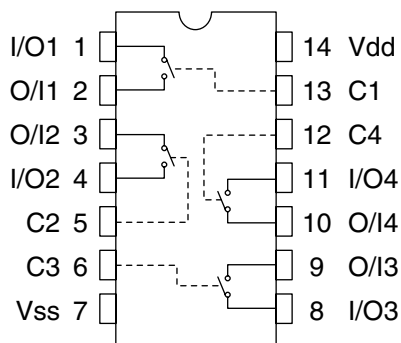 I/O1 1 14 Vdd
O/I1 2 13 C1
O/I2 3 12 C4
I/O2 4 11 I/O4
C2 5 10 O/I4
C3 6 9 O/I3
Vss 7 8 I/O3